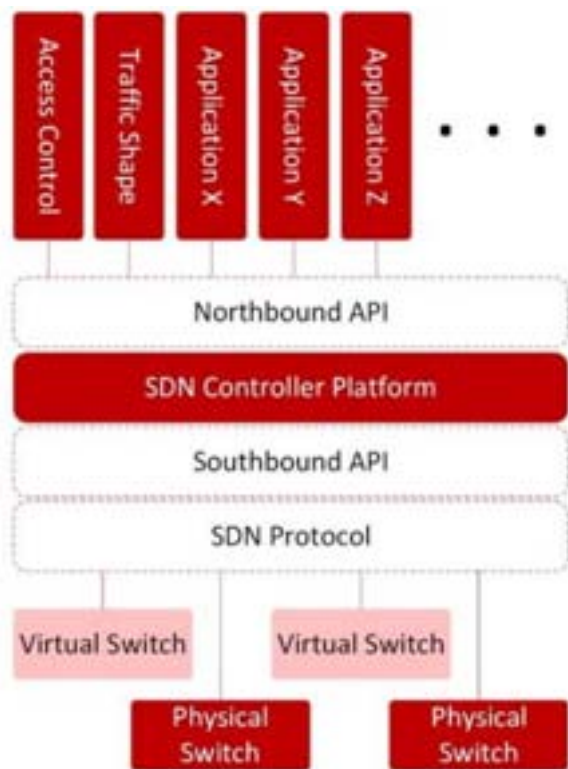 Access Control
Traffic Shape
Application X
Application Y
Application Z
. . .
Northbound API
SDN Controller Platform
Southbound API
SDN Protocol
Virtual Switch
Virtual Switch
Physical
Switch
Physical
Switch